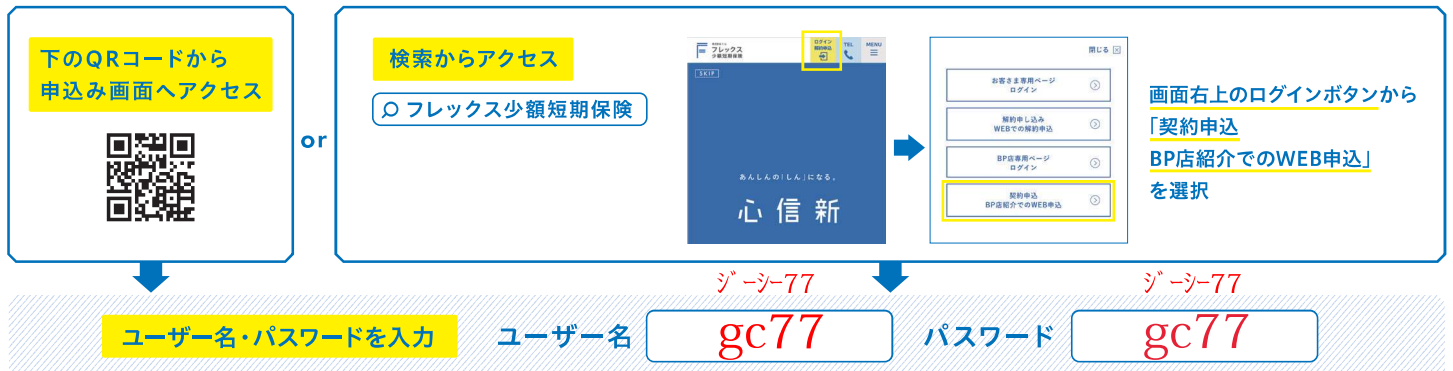 下のQRコードから
申込み画面へアクセス
or
検索からアクセス
フレックス少額短期保険
フレックス
少額短期保険
ログイン
解約申込
TEL
MENU
SKIP
あんしんの「しん」になる。
心信新
閉じる
お客さま専用ページ
ログイン
解約申し込み
WEBでの解約申込
BP店専用ページ
ログイン
契約申込
BP店紹介でのWEB申込
画面右上のログインボタンから
「契約申込
BP店紹介でのWEB申込」
を選択
ユーザー名・パスワードを入力
ユーザー名
ジーシー77
gc77
パスワード
ジーシー77
gc77